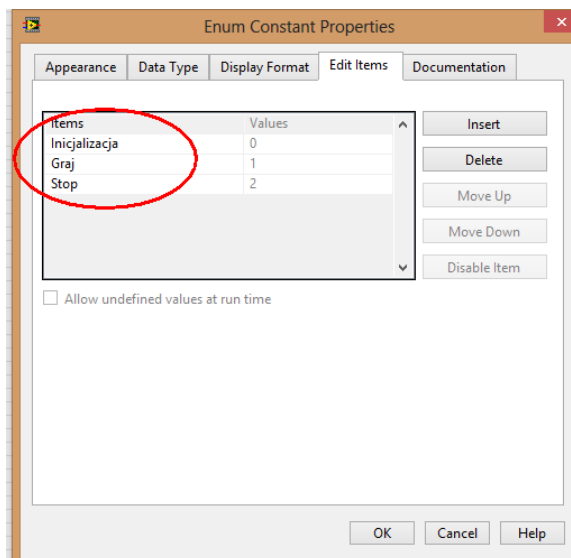 Enum Constant Properties
Appearance Data Type Display Format Edit Items Documentation
Items Values
Inicjalizacja 0
Graj 1
Stop 2
Insert
Delete
Move Up
Move Down
Disable Item
Allow undefined values at run time
OK Cancel Help